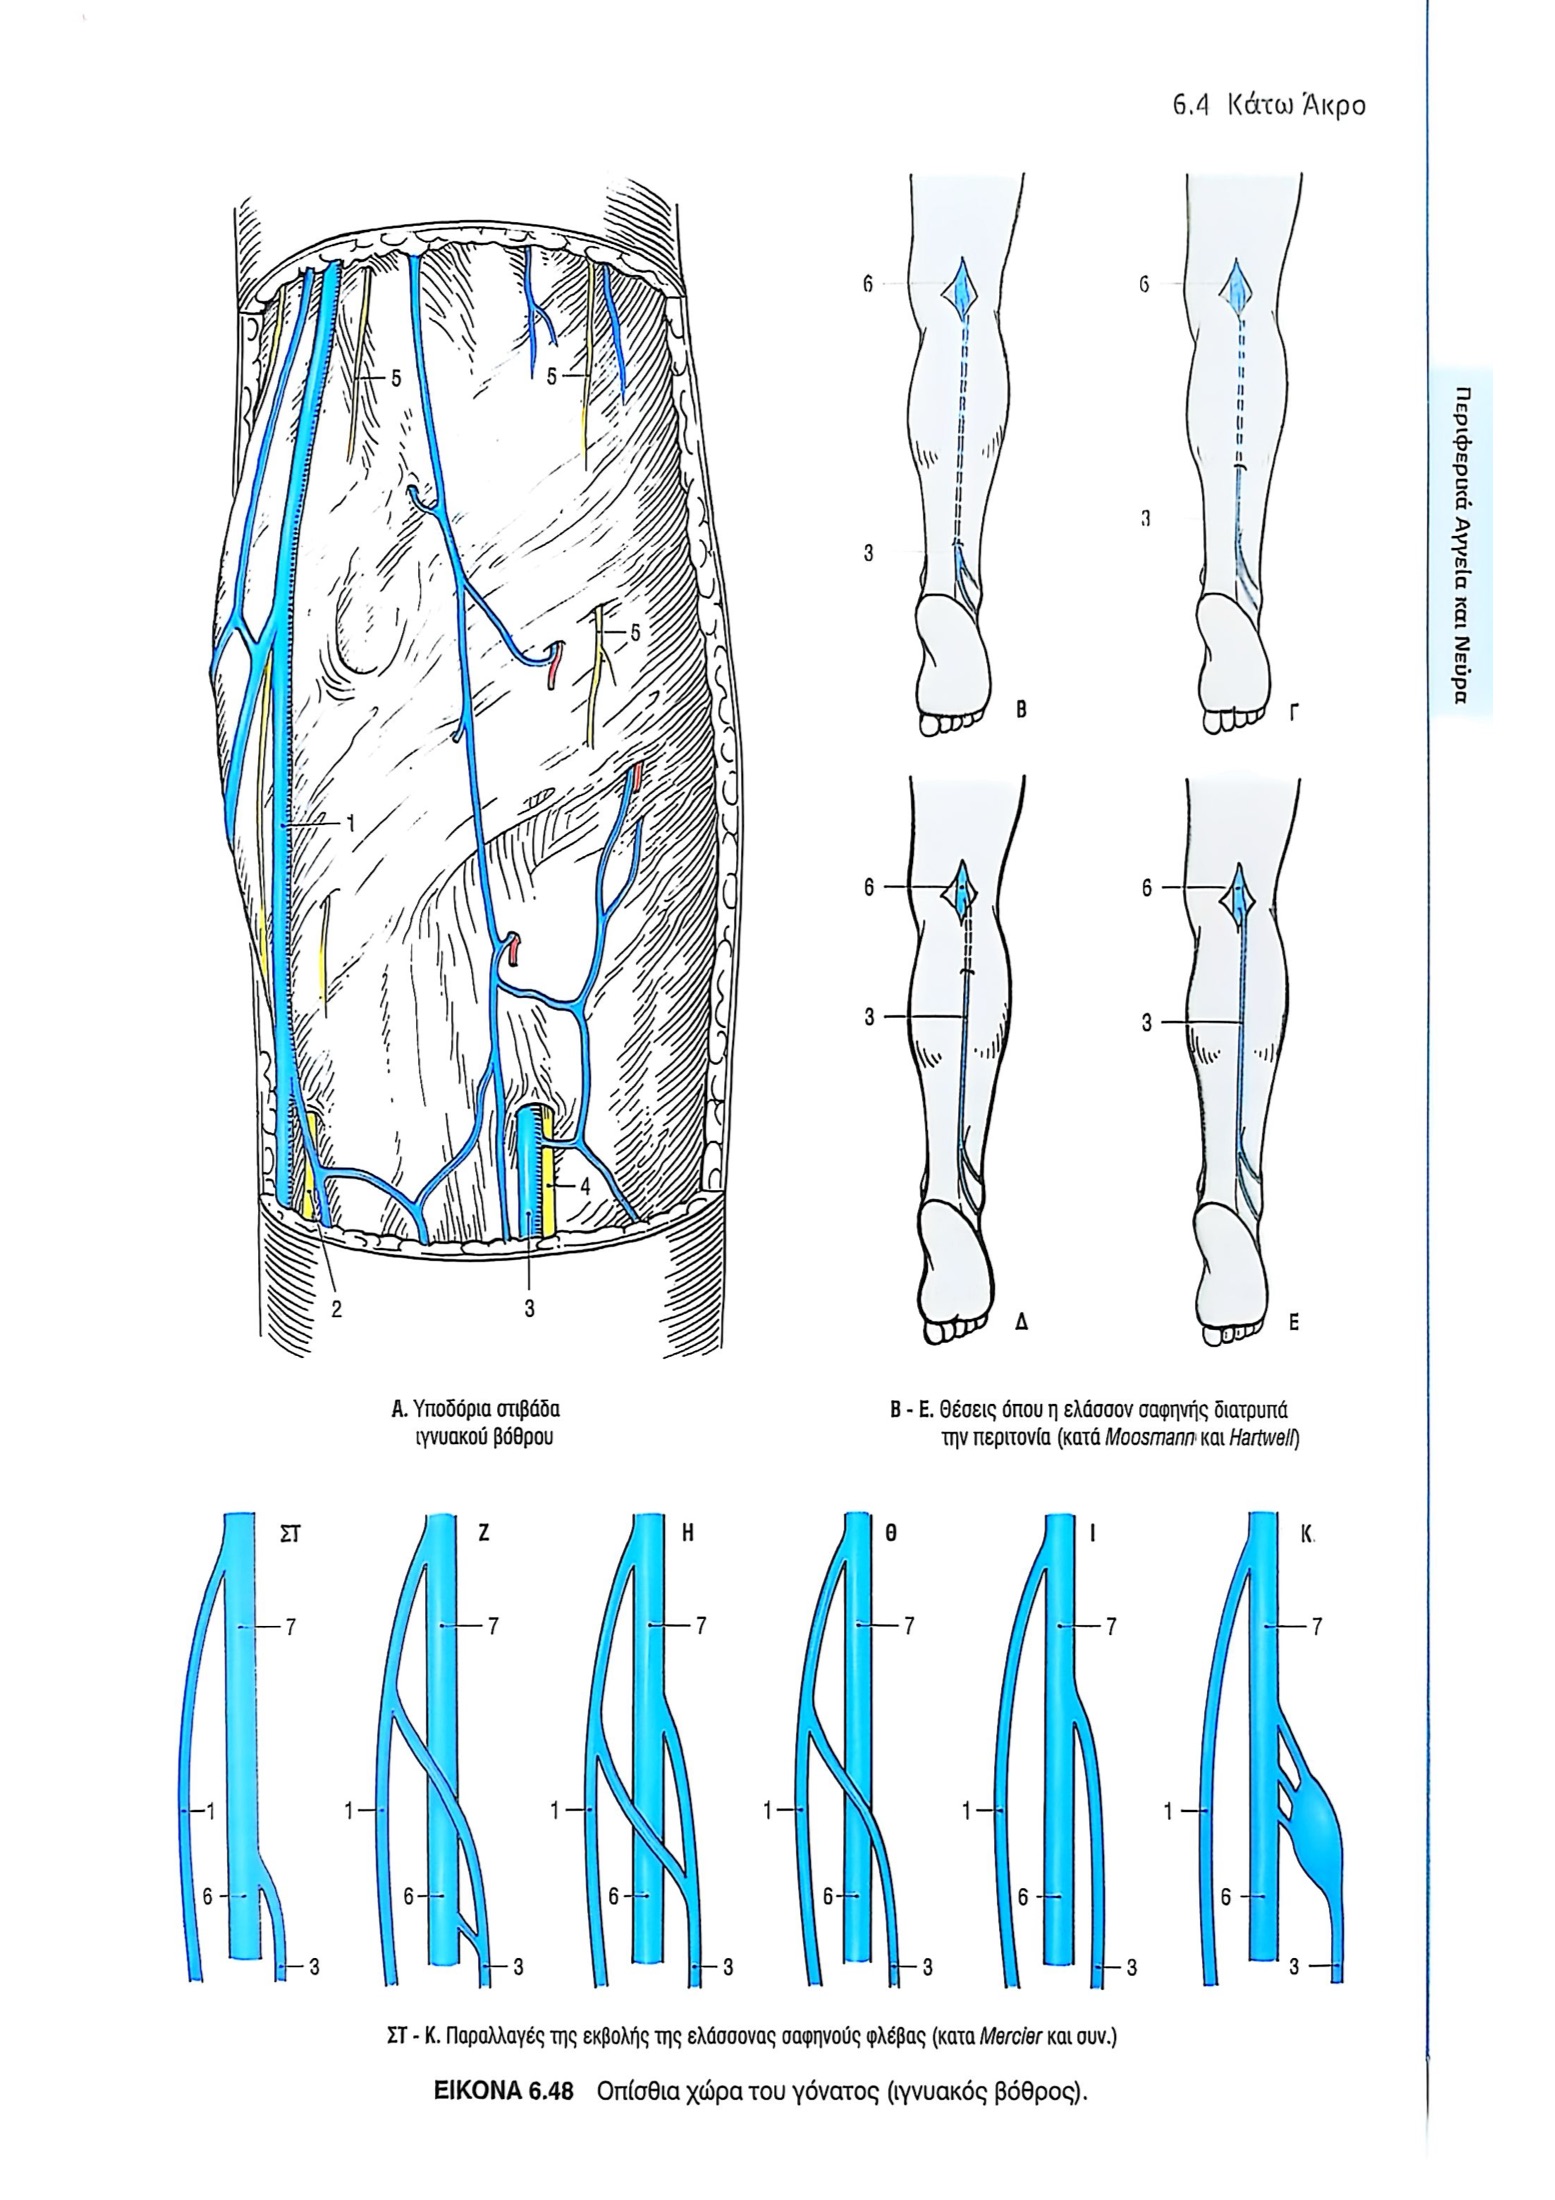 6.4 Κάτω Άκρο
Περιφερικά Αγγεία και Νεύρα
5
5
5
1
4
2
3
6
3
Β
6
3
Γ
6
3
Δ
6
3
Ε
Α. Υποδόρια στιβάδα
ιγνυακού βόθρου
Β - Ε. Θέσεις όπου η ελάσσον σαφηνής διατρυπά
την περιτονία (κατά Moosmann και Hartwell)
ΣΤ
7
1
6
3
Ζ
7
1
6
3
Η
7
1
6
3
Θ
7
1
6
3
Ι
7
1
6
3
Κ.
7
1
6
3
ΣΤ - Κ. Παραλλαγές της εκβολής της ελάσσονας σαφηνούς φλέβας (κατα Mercier και συν.)
ΕΙΚΟΝΑ 6.48 Οπίσθια χώρα του γόνατος (ιγνυακός βόθρος).